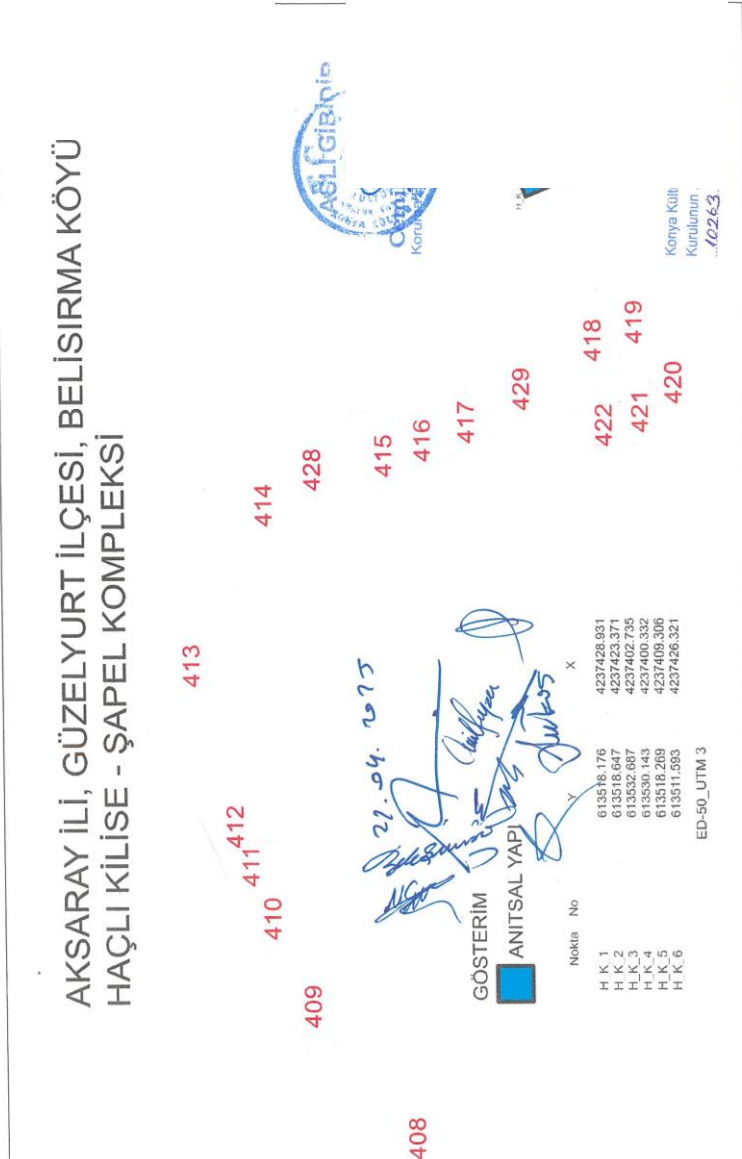 AKSARAY İLİ, GÜZELYURT İLÇESİ, BELİSIRMA KÖYÜ
HAÇLI KİLİSE - ŞAPEL KOMPLEKSİ
413
414
428
412
411
410
409
408
415
416
417
429
418
419
422
421
420
ASLI GİBİDİR
21.04.2015
GÖSTERİM
ANITSAL YAPI
Nokta No Y X
H_K_1 613518.176 4237428.931
H_K_2 613518.647 4237423.371
H_K_3 613532.687 4237402.735
H_K_4 613530.143 4237400.332
H_K_5 613518.269 4237409.306
H_K_6 613511.593 4237426.321
ED-50_UTM 3
H_K
Konya Kült
Kurulunun
10263